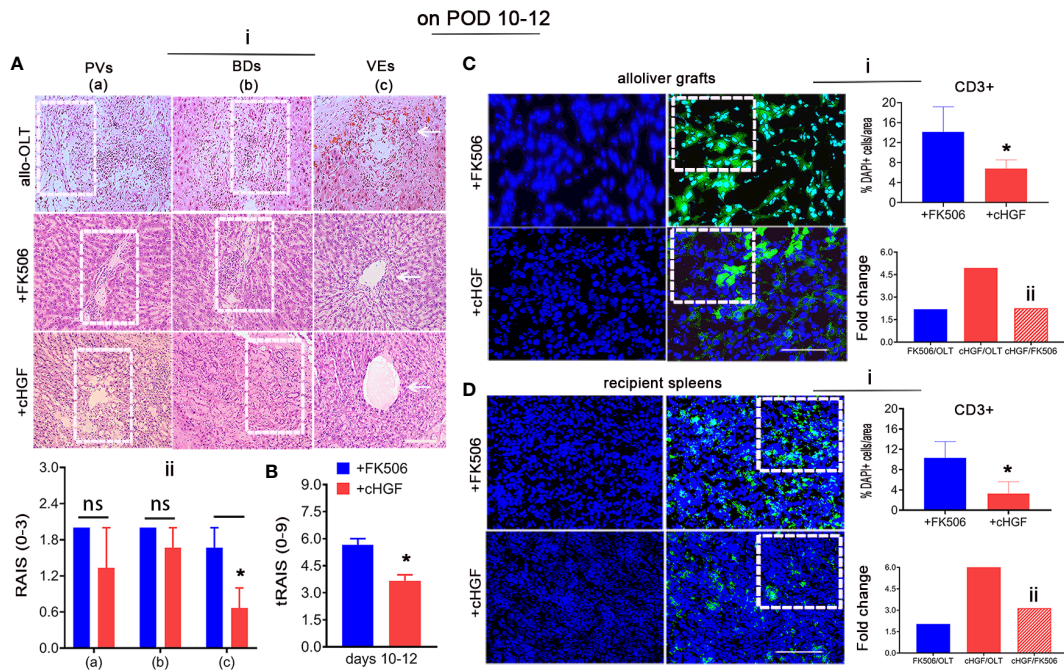 on POD 10-12
A
i
PVs
(a)
BDs
(b)
VEs
(c)
allo-OLT
+FK506
+cHGF
ii
RAIS (0-3)
3.0
2.4
1.8
1.2
0.6
0.0
ns
ns
*
(a)
(b)
(c)
B
+FK506
+cHGF
tRAIS (0-9)
9.0
7.5
6.0
4.5
3.0
1.5
0.0
*
days 10-12
C
alloliver grafts
i
+FK506
+cHGF
CD3+
% DAPI+ cells/area
20
16
12
8
4
0
*
+FK506
+cHGF
Fold change
6.0
4.5
3.0
1.5
ii
FK506/OLT
cHGF/OLT
cHGF/FK506
D
recipient spleens
i
+FK506
+cHGF
CD3+
% DAPI+ cells/area
20
16
12
8
4
0
*
+FK506
+cHGF
Fold change
6.0
4.5
3.0
1.5
0.0
ii
FK506/OLT
cHGF/OLT
cHGF/FK506